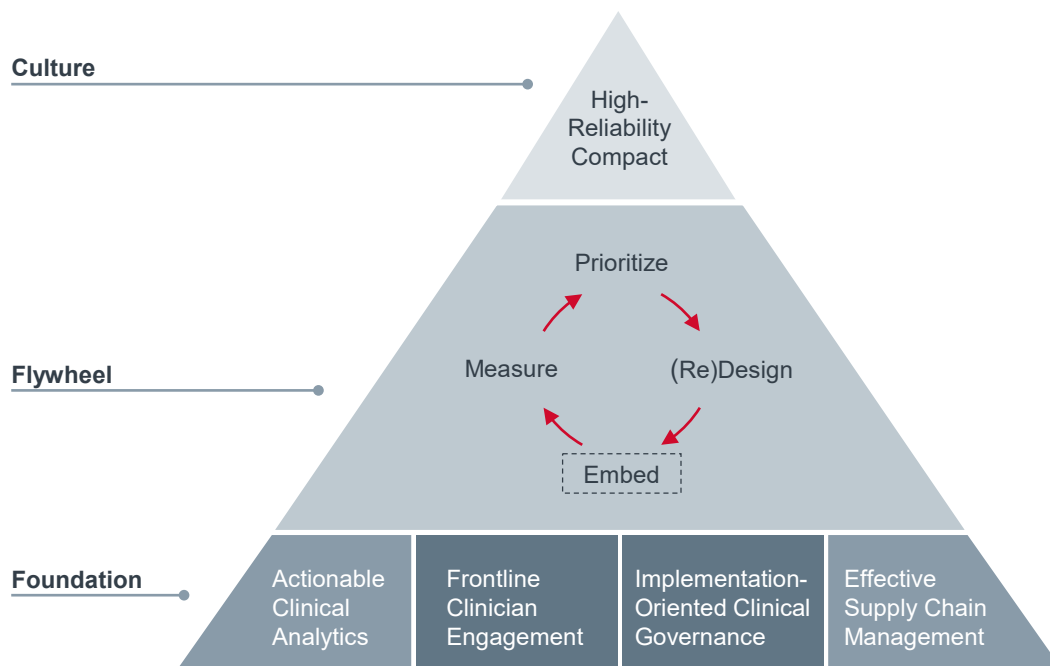 Culture
High-
Reliability
Compact
Flywheel
Prioritize
Measure
(Re)Design
Embed
Foundation
Actionable
Clinical
Analytics
Frontline
Clinician
Engagement
Implementation-
Oriented Clinical
Governance
Effective
Supply Chain
Management